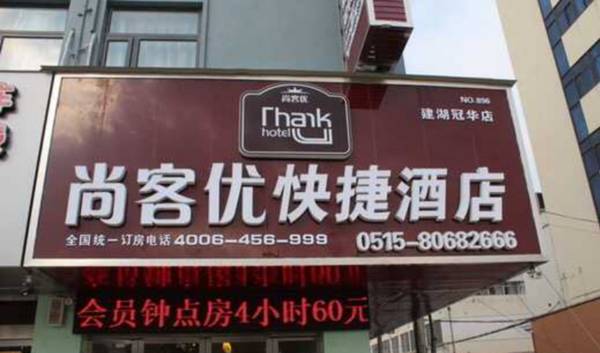 尚客优
Thank U
hotel
NO.896
建湖冠华店
尚客优快捷酒店
全国统一订房电话 4006-456-999
0515-80682666
会员钟点房4小时60元